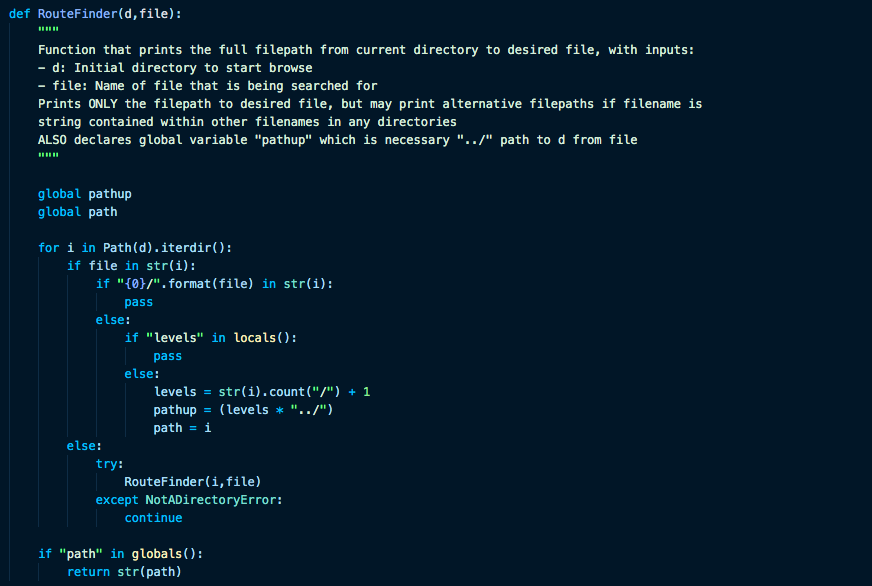 def RouteFinder(d,file):
    """
    Function that prints the full filepath from current directory to desired file, with inputs:
    - d: Initial directory to start browse
    - file: Name of file that is being searched for
    Prints ONLY the filepath to desired file, but may print alternative filepaths if filename is
    string contained within other filenames in any directories
    ALSO declares global variable "pathup" which is necessary "../" path to d from file
    """

    global pathup
    global path

    for i in Path(d).iterdir():
        if file in str(i):
            if "{0}/".format(file) in str(i):
                pass
            else:
                if "levels" in locals():
                    pass
                else:
                    levels = str(i).count("/") + 1
                    pathup = (levels * "../")
                    path = i
        else:
            try:
                RouteFinder(i,file)
            except NotADirectoryError:
                continue

    if "path" in globals():
        return str(path)